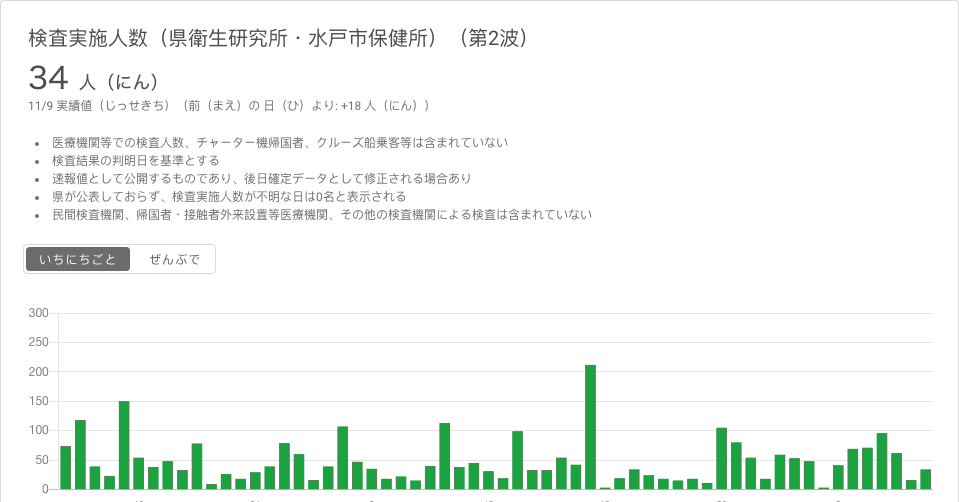 検査実施人数（県衛生研究所・水戸市保健所）（第2波）
34 人（にん）
11/9 実績値（じっせきち）（前（まえ）の 日（ひ）より: +18 人（にん））
• 医療機関等での検査人数、チャーター機帰国者、クルーズ船乗客等は含まれていない
• 検査結果の判明日を基準とする
• 速報値として公開するものであり、後日確定データとして修正される場合あり
• 県が公表しておらず、検査実施人数が不明な日は0名と表示される
• 民間検査機関、帰国者・接触者外来設置等医療機関、その他の検査機関による検査は含まれていない
いちにちごと ぜんぶで
300
250
200
150
100
50
0